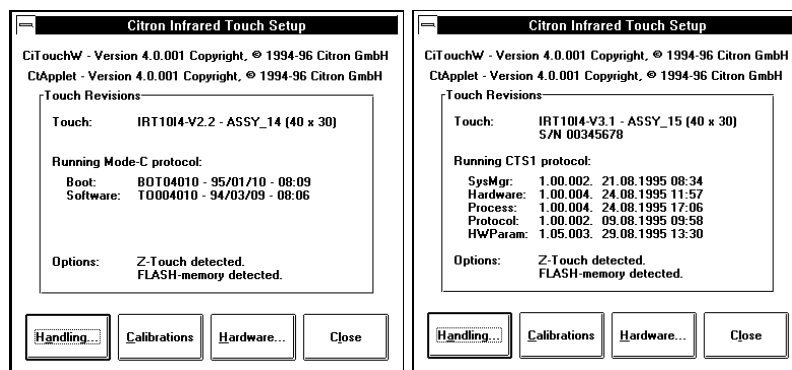 Citron Infrared Touch Setup
CiTouchW - Version 4.0.001 Copyright, © 1994-96 Citron GmbH
CtApplet - Version 4.0.001 Copyright, © 1994-96 Citron GmbH
Touch Revisions
Touch: IRT10I4-V2.2 - ASSY_14 (40 x 30)
Running Mode-C protocol:
Boot: BOT04010 - 95/01/10 - 08:09
Software: TO004010 - 94/03/09 - 08:06
Options: Z-Touch detected.
FLASH-memory detected.
Handling...
Calibrations
Hardware...
Close
Citron Infrared Touch Setup
CiTouchW - Version 4.0.001 Copyright, © 1994-96 Citron GmbH
CtApplet - Version 4.0.001 Copyright, © 1994-96 Citron GmbH
Touch Revisions
Touch: IRT10I4-V3.1 - ASSY_15 (40 x 30)
S/N 00345678
Running CTS1 protocol:
SysMgr: 1.00.002. 21.08.1995 08:34
Hardware: 1.00.004. 24.08.1995 11:57
Process: 1.00.004. 24.08.1995 17:06
Protocol: 1.00.002. 09.08.1995 09:58
HWParam: 1.05.003. 29.08.1995 13:30
Options: Z-Touch detected.
FLASH-memory detected.
Handling...
Calibrations
Hardware...
Close